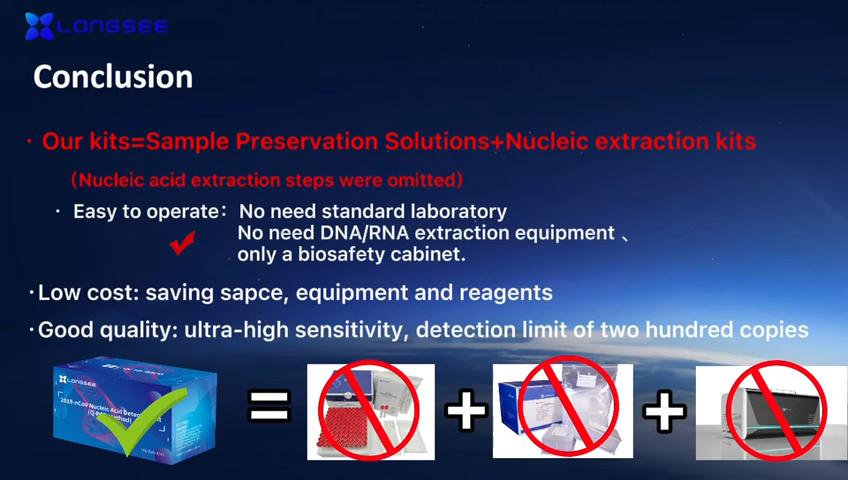 LONGSEE
Conclusion
· Our kits=Sample Preservation Solutions+Nucleic extraction kits
（Nucleic acid extraction steps were omitted）
· Easy to operate： No need standard laboratory
No need DNA/RNA extraction equipment 、
only a biosafety cabinet.
·Low cost: saving sapce, equipment and reagents
·Good quality: ultra-high sensitivity, detection limit of two hundred copies
LONGSEE
2019-nCoV Nucleic Acid
= + +